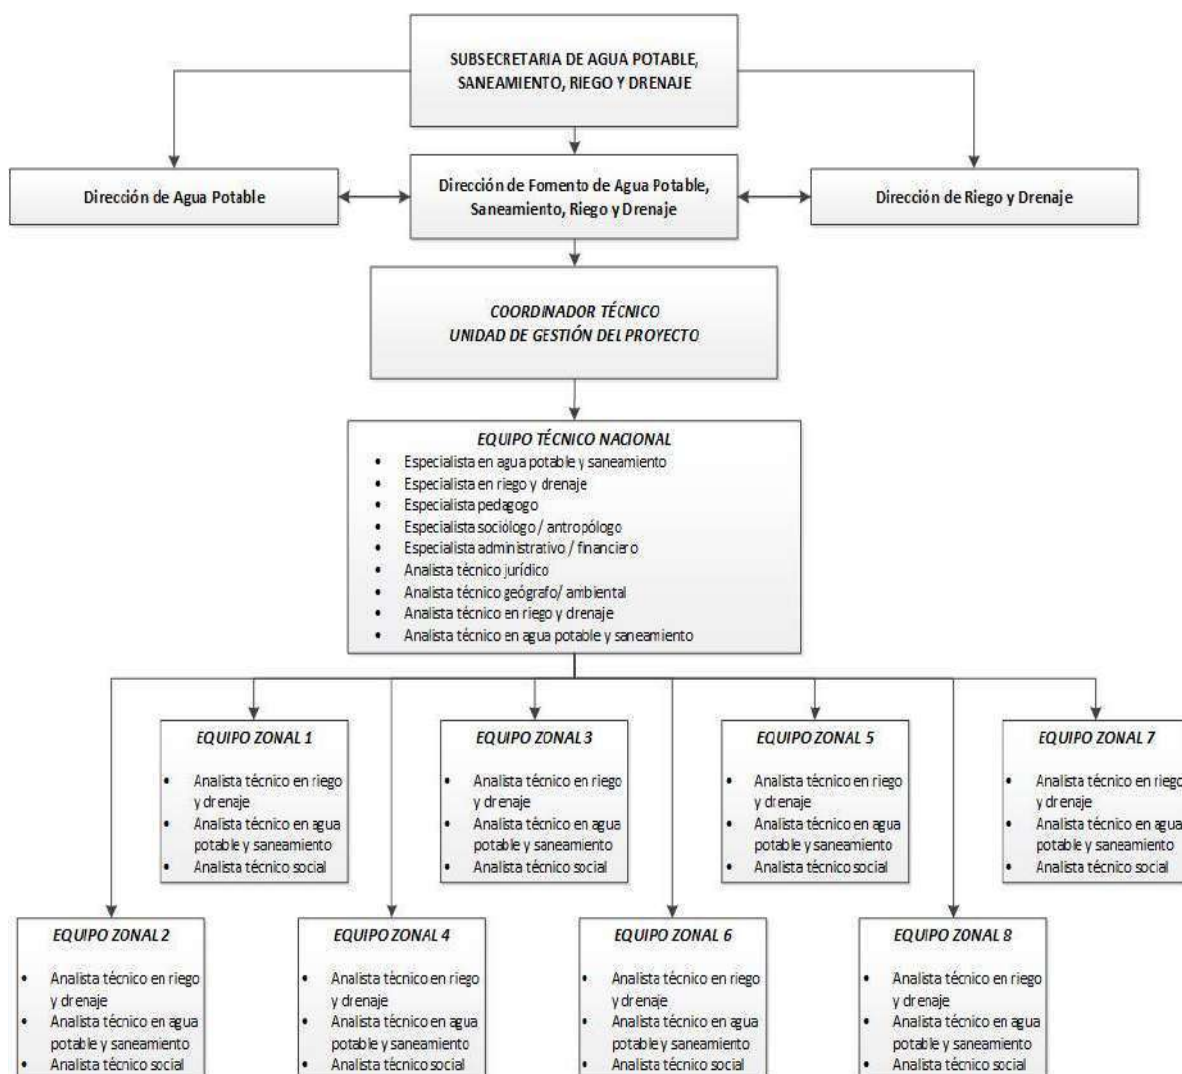 SUBSECRETARIA DE AGUA POTABLE,
SANEAMIENTO, RIEGO Y DRENAJE
Dirección de Agua Potable
Dirección de Fomento de Agua Potable,
Saneamiento, Riego y Drenaje
Dirección de Riego y Drenaje
COORDINADOR TÉCNICO
UNIDAD DE GESTIÓN DEL PROYECTO
EQUIPO TÉCNICO NACIONAL
• Especialista en agua potable y saneamiento
• Especialista en riego y drenaje
• Especialista pedagogo
• Especialista sociólogo / antropólogo
• Especialista administrativo / financiero
• Analista técnico jurídico
• Analista técnico geógrafo/ ambiental
• Analista técnico en riego y drenaje
• Analista técnico en agua potable y saneamiento
EQUIPO ZONAL 1
• Analista técnico en riego
y drenaje
• Analista técnico en agua
potable y saneamiento
• Analista técnico social
EQUIPO ZONAL 3
• Analista técnico en riego
y drenaje
• Analista técnico en agua
potable y saneamiento
• Analista técnico social
EQUIPO ZONAL 5
• Analista técnico en riego
y drenaje
• Analista técnico en agua
potable y saneamiento
• Analista técnico social
EQUIPO ZONAL 7
• Analista técnico en riego
y drenaje
• Analista técnico en agua
potable y saneamiento
• Analista técnico social
EQUIPO ZONAL 2
• Analista técnico en riego
y drenaje
• Analista técnico en agua
potable y saneamiento
• Analista técnico social
EQUIPO ZONAL 4
• Analista técnico en riego
y drenaje
• Analista técnico en agua
potable y saneamiento
• Analista técnico social
EQUIPO ZONAL 6
• Analista técnico en riego
y drenaje
• Analista técnico en agua
potable y saneamiento
• Analista técnico social
EQUIPO ZONAL 8
• Analista técnico en riego
y drenaje
• Analista técnico en agua
potable y saneamiento
• Analista técnico social